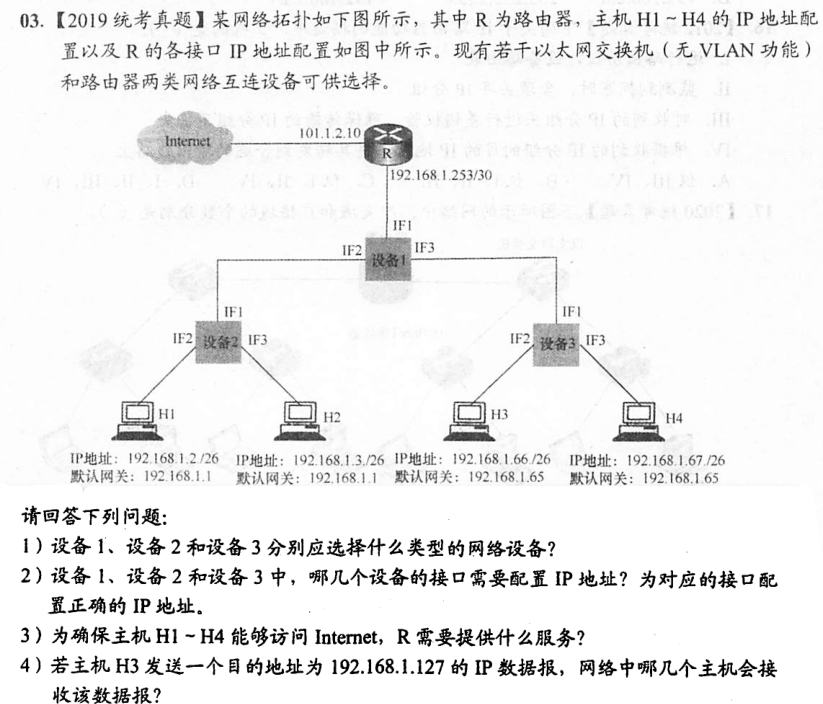 03.【2019 统考真题】某网络拓扑如下图所示，其中 R 为路由器，主机 H1~H4 的 IP 地址配
置以及 R 的各接口 IP 地址配置如图中所示。现有若干以太网交换机（无 VLAN 功能）
和路由器两类网络互连设备可供选择。
Internet
101.1.2.10
R
192.168.1.253/30
IF1
IF2 设备1 IF3
IF1 IF1
IF2 设备2 IF3 IF2 设备3 IF3
H1 H2 H3 H4
IP地址：192.168.1.2 /26 IP地址：192.168.1.3./26 IP地址：192.168.1.66 /26 IP地址：192.168.1.67./26
默认网关：192.168.1.1 默认网关：192.168.1.1 默认网关：192.168.1.65 默认网关：192.168.1.65
请回答下列问题：
1）设备 1、设备 2 和设备 3 分别应选择什么类型的网络设备？
2）设备 1、设备 2 和设备 3 中，哪几个设备的接口需要配置 IP 地址？为对应的接口配
置正确的 IP 地址。
3）为确保主机 H1~H4 能够访问 Internet，R 需要提供什么服务？
4）若主机 H3 发送一个目的地址为 192.168.1.127 的 IP 数据报，网络中哪几个主机会接
收该数据报？